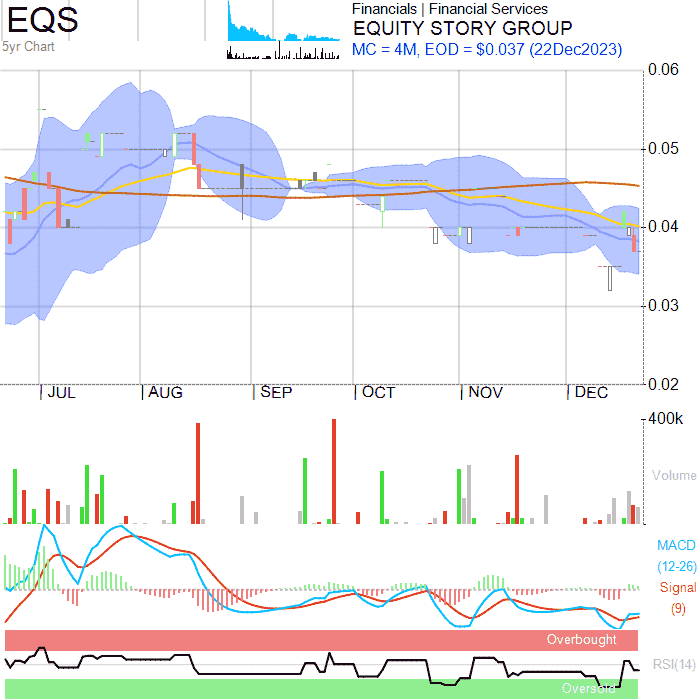 EQS
5yr Chart
Financials | Financial Services
EQUITY STORY GROUP
MC = 4M, EOD = $0.037 (22Dec2023)
0.06
0.05
0.04
0.03
0.02
| JUL | AUG | SEP | OCT | NOV | DEC
400k
Volume
MACD
(12-26)
Signal
(9)
Overbought
RSI(14)
Oversold